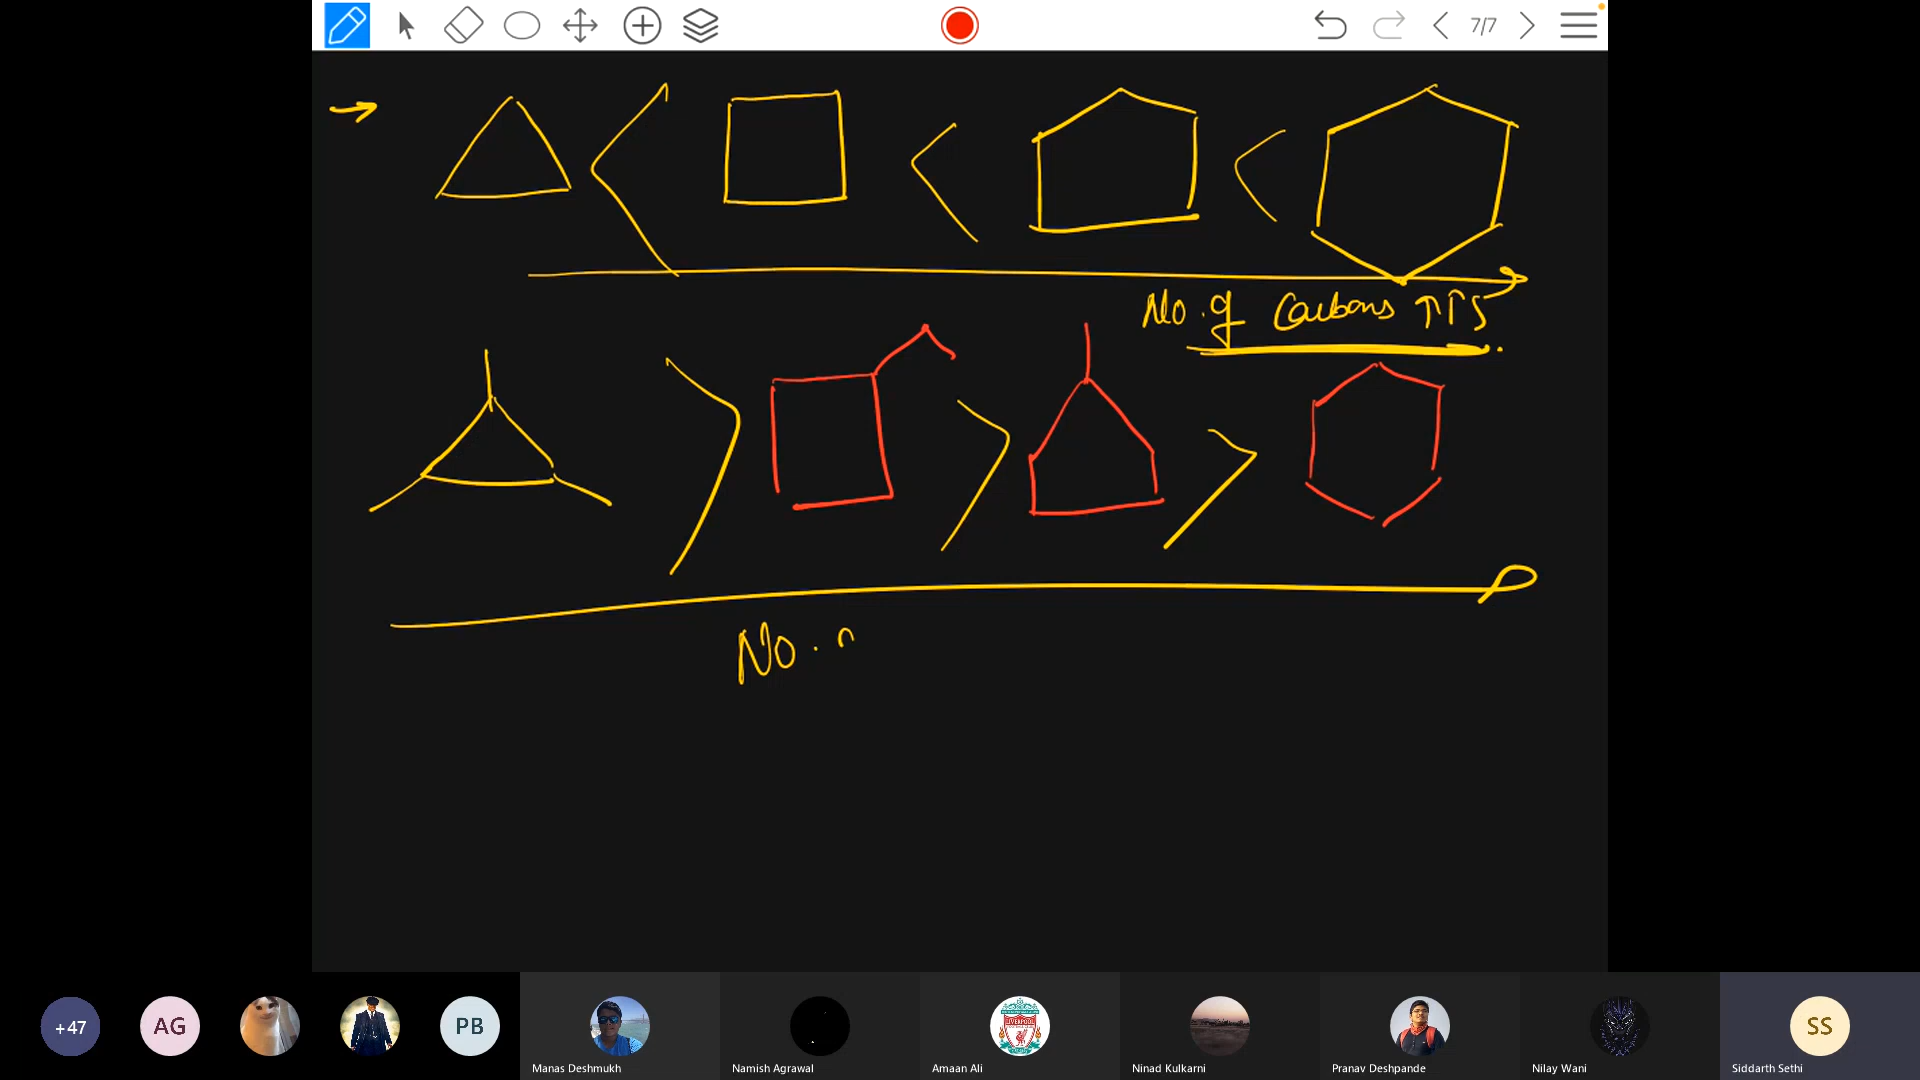 7/7
No. of Carbons ↑↑S
No.
+47
AG
PB
SS
Manas Deshmukh
Namish Agrawal
Amaan Ali
Ninad Kulkarni
Pranav Deshpande
Nilay Wani
Siddarth Sethi